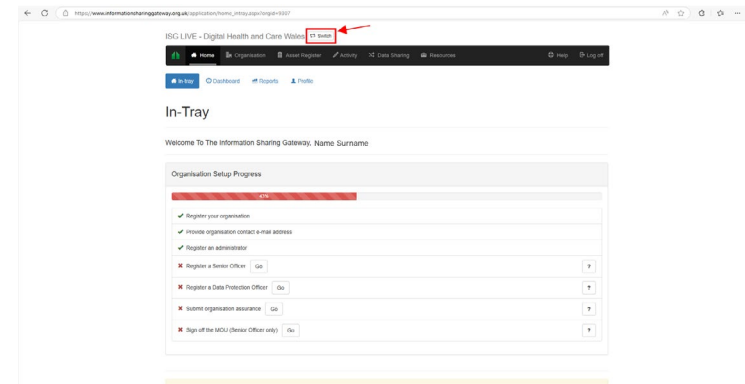 https://www.informationsharinggateway.org.uk/application/home_intray.aspx?orgid=5507
ISG LIVE - Digital Health and Care Wales Switch
Home Organisation Asset Register Activity Data Sharing Resources Help Log off
In tray Dashboard Reports Profile
In-Tray
Welcome To The Information Sharing Gateway, Name Surname
Organisation Setup Progress
47%
Register your organisation
Provide organisation contact e-mail address
Register an administrator
Register a Senior Officer Go ?
Register a Data Protection Officer Go ?
Submit organisation assurance Go ?
Sign off the MOU (Senior Officer only) Go ?